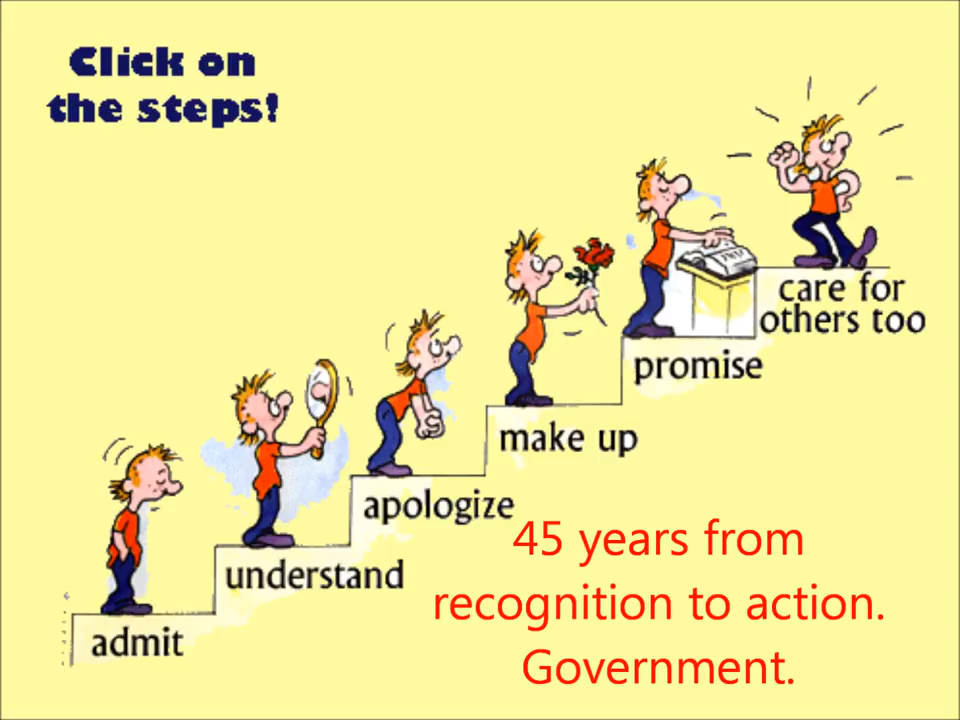 Click on
the steps!
care for
others too
promise
make up
apologize
understand
admit
45 years from
recognition to action.
Government.